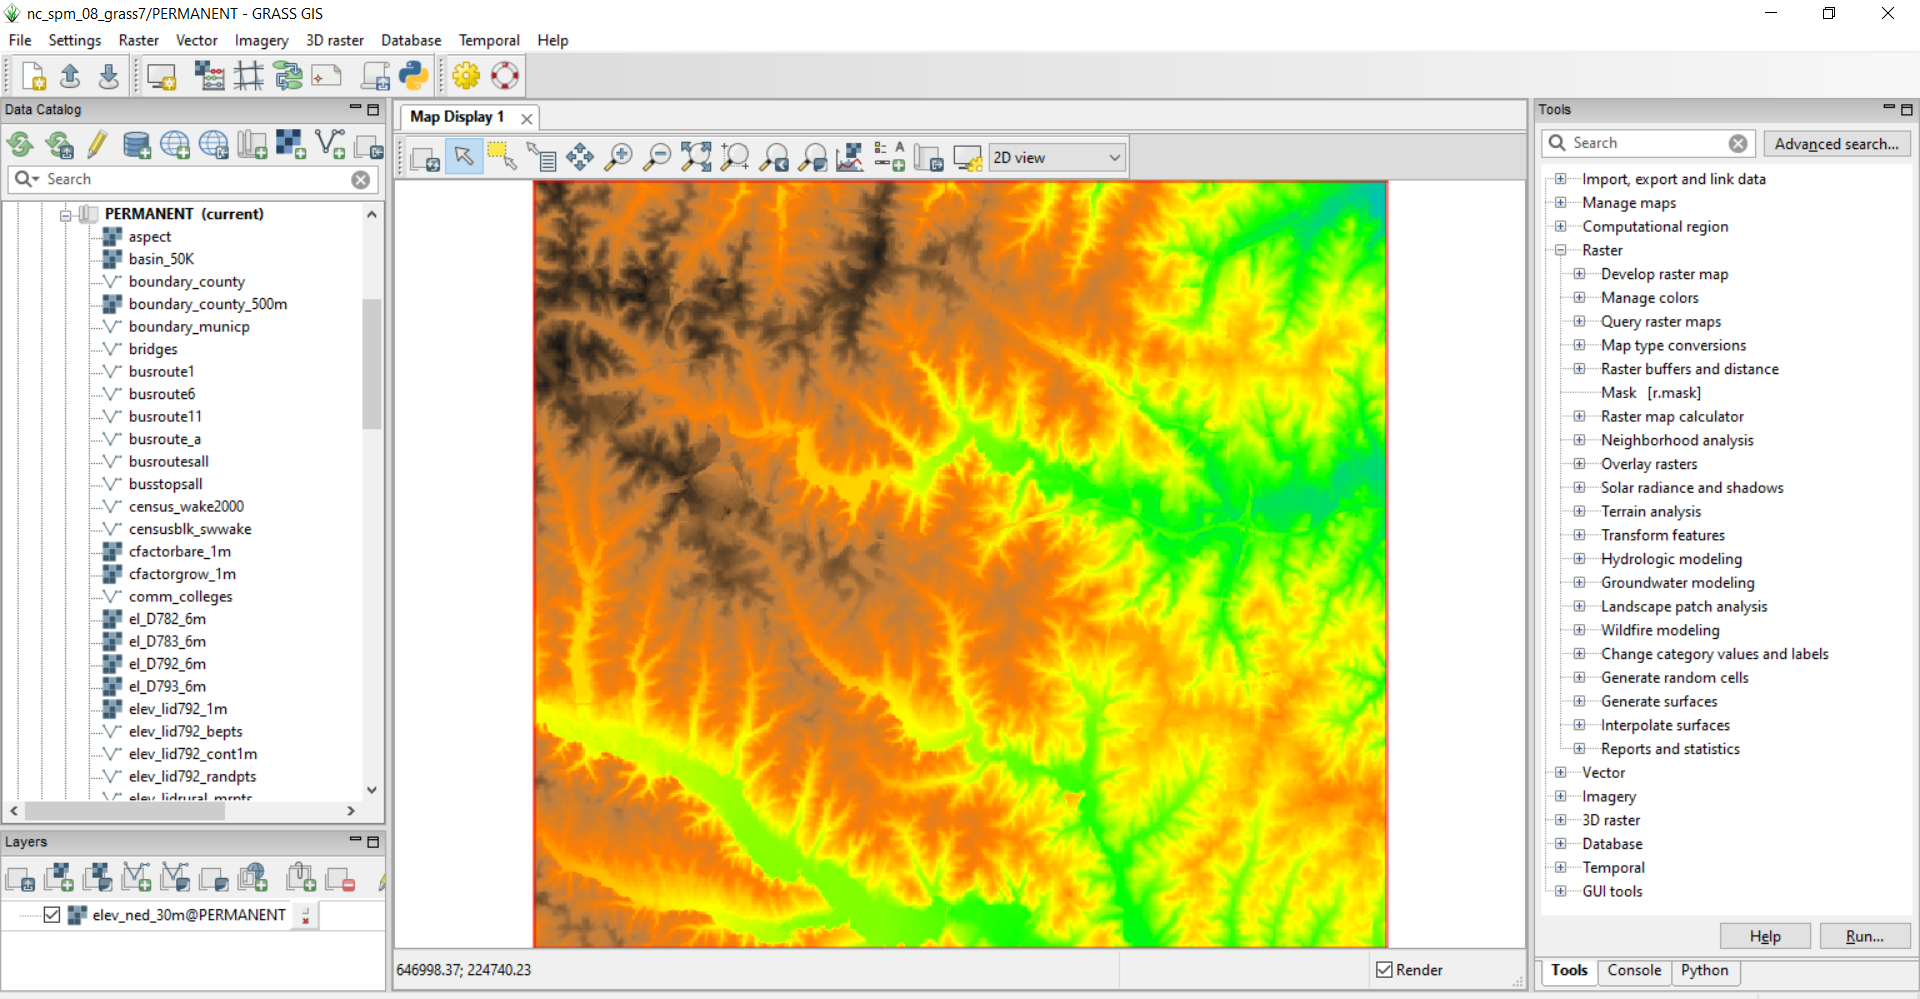 nc_spm_08_grass7/PERMANENT - GRASS GIS
File Settings Raster Vector Imagery 3D raster Database Temporal Help
Data Catalog
Search
PERMANENT (current)
aspect
basin_50K
boundary_county
boundary_county_500m
boundary_municp
bridges
busroute1
busroute6
busroute11
busroute_a
busroutesall
busstopsall
census_wake2000
censusblk_swwake
cfactorbare_1m
cfactorgrow_1m
comm_colleges
el_D782_6m
el_D783_6m
el_D792_6m
el_D793_6m
elev_lid792_1m
elev_lid792_bepts
elev_lid792_cont1m
elev_lid792_randpts
elev_lidrural_mrpts
Layers
elev_ned_30m@PERMANENT
Map Display 1
2D view
646998.37; 224740.23
Render
Tools
Search
Advanced search...
Import, export and link data
Manage maps
Computational region
Raster
Develop raster map
Manage colors
Query raster maps
Map type conversions
Raster buffers and distance
Mask [r.mask]
Raster map calculator
Neighborhood analysis
Overlay rasters
Solar radiance and shadows
Terrain analysis
Transform features
Hydrologic modeling
Groundwater modeling
Landscape patch analysis
Wildfire modeling
Change category values and labels
Generate random cells
Generate surfaces
Interpolate surfaces
Reports and statistics
Vector
Imagery
3D raster
Database
Temporal
GUI tools
Help Run...
Tools Console Python